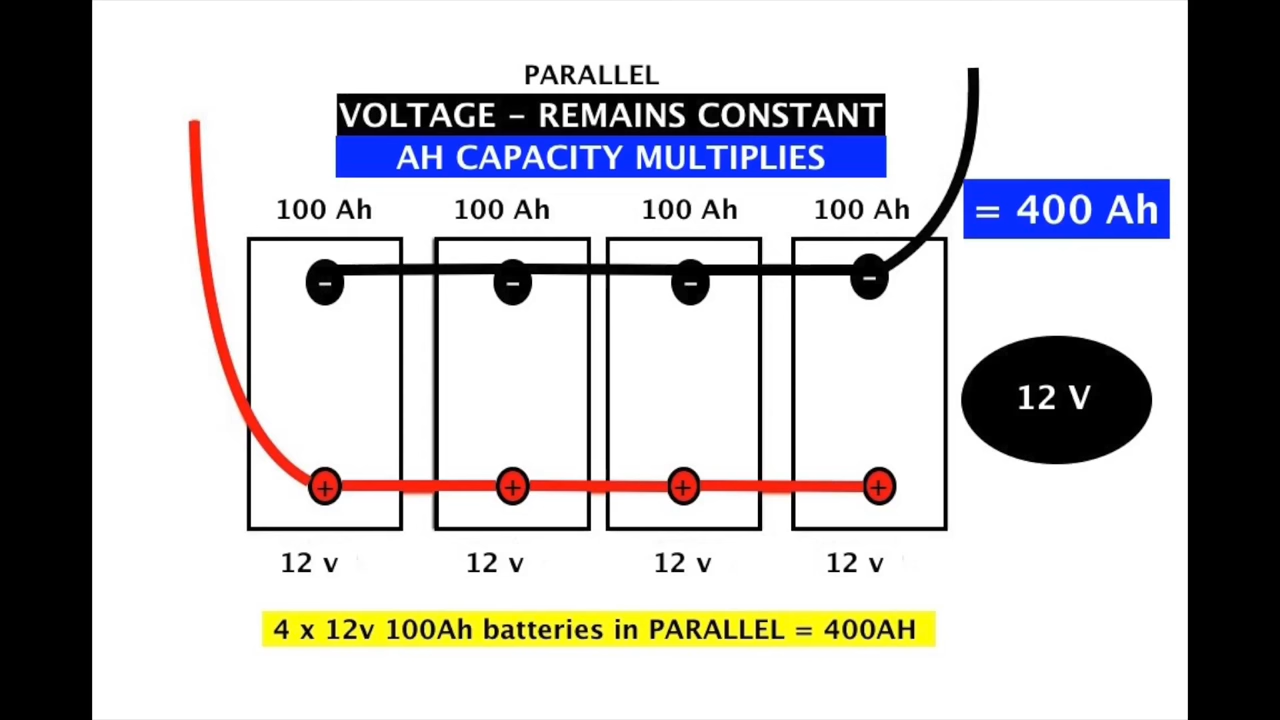 PARALLEL
VOLTAGE – REMAINS CONSTANT
AH CAPACITY MULTIPLIES
100 Ah 100 Ah 100 Ah 100 Ah = 400 Ah
– – – –
12 V
+ + + +
12 v 12 v 12 v 12 v
4 x 12v 100Ah batteries in PARALLEL = 400AH